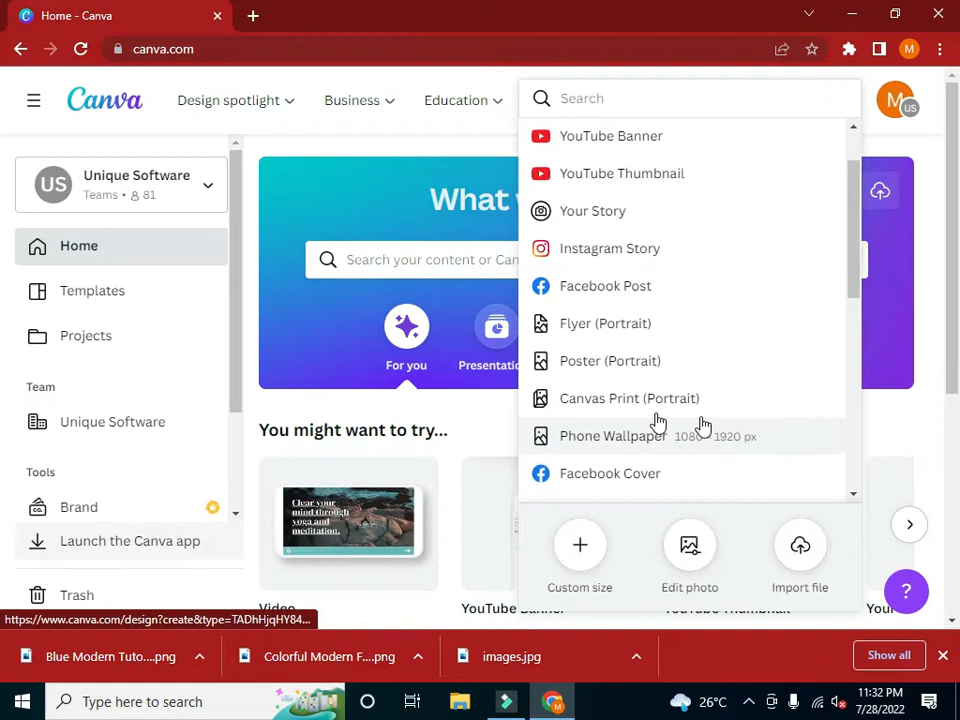 Home - Canva
canva.com
M
Canva
Design spotlight
Business
Education
Search
M
US
US
Unique Software
Teams • 81
Home
Templates
Projects
Team
Unique Software
Tools
Brand
Launch the Canva app
Trash
What
Search your content or Can
For you
Presentatio
You might want to try...
Clear your
mind through
yoga and
meditation.
Video
YouTube Banner
YouTube Thumbnail
Your
YouTube Banner
YouTube Thumbnail
Your Story
Instagram Story
Facebook Post
Flyer (Portrait)
Poster (Portrait)
Canvas Print (Portrait)
Phone Wallpaper 1080 × 1920 px
Facebook Cover
Custom size
Edit photo
Import file
?
https://www.canva.com/design?create&type=TADhHjqHY84...
Blue Modern Tuto....png
Colorful Modern F....png
images.jpg
Show all
Type here to search
26°C
11:32 PM
7/28/2022